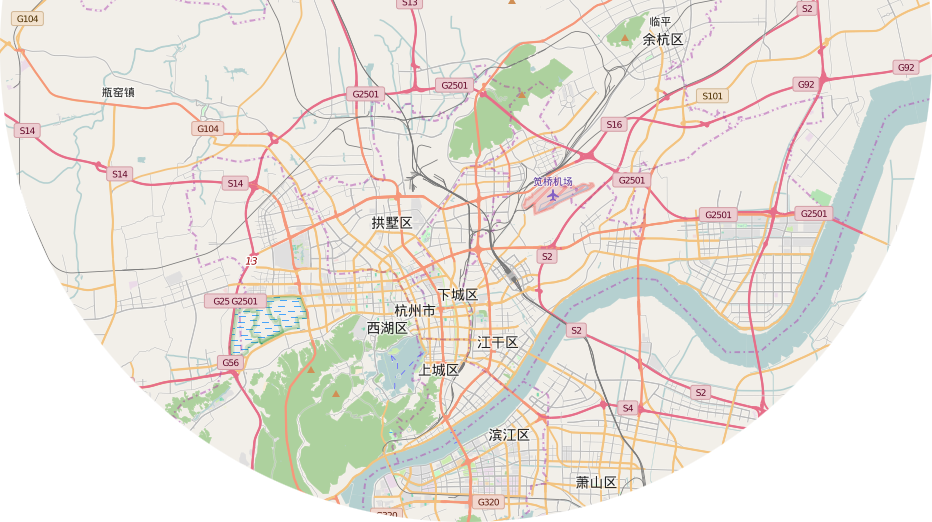 S13
S2
G104
临平
余杭区
G92
G2501
G92
瓶窑镇
G2501
S101
S14
G104
S16
S14
S14
笕桥机场
G2501
G2501
G2501
拱墅区
S2
13
G25 G2501
下城区
杭州市
西湖区
S2
江干区
G56
上城区
S2
S4
滨江区
萧山区
G320
G320